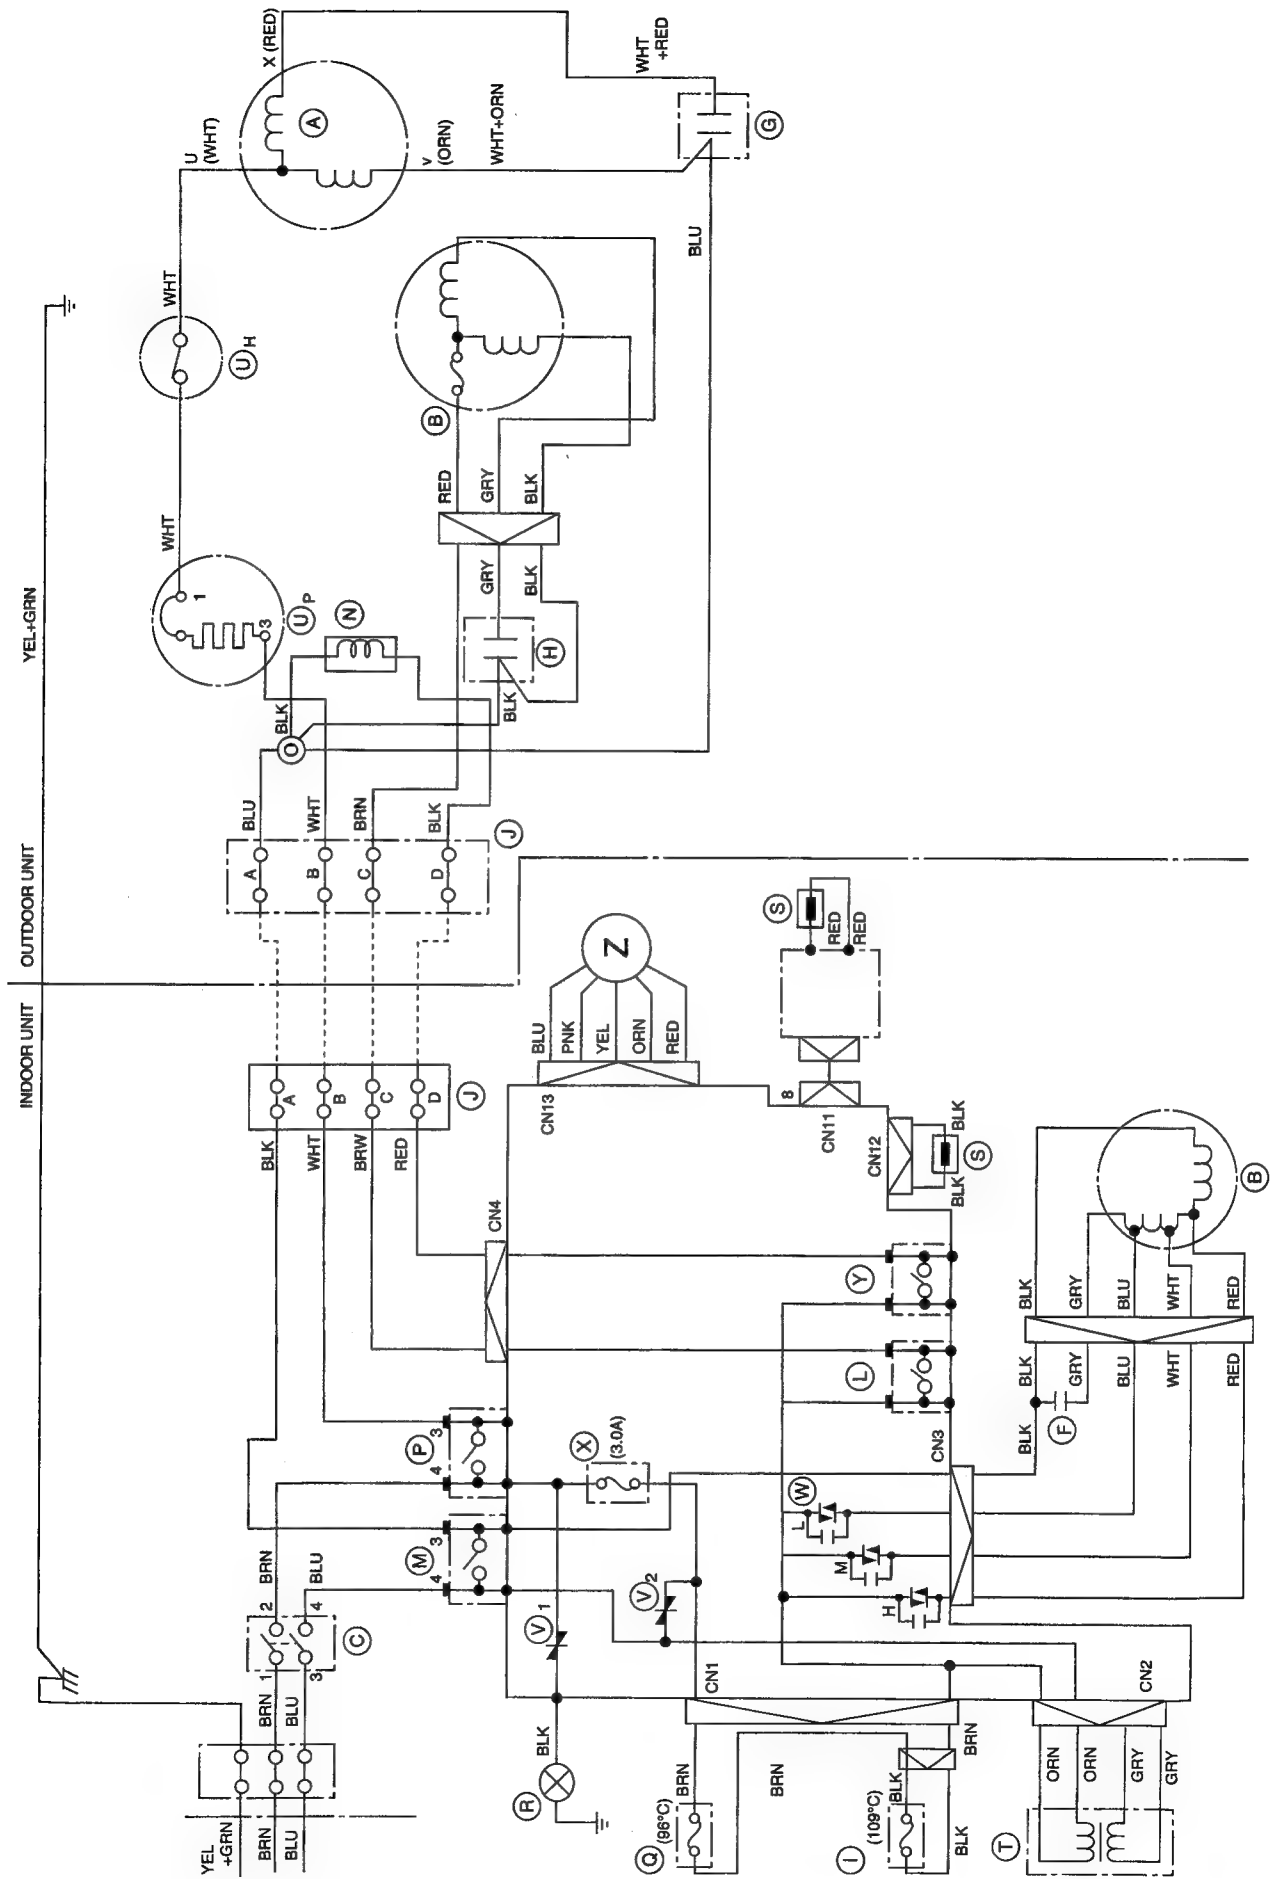 INDOOR UNIT
OUTDOOR UNIT
YEL+GRN
YEL
+GRN
BRN
BLU
BRN
BLU
1
3
2
4
C
BRN
BLU
M
4
3
P
4
3
BLK
WHT
BRW
RED
A
B
C
D
J
A
B
C
D
J
BLU
WHT
BRN
BLK
O
BLK
N
1
3
U P
WHT
U H
WHT
U
(WHT)
X (RED)
A
V
(ORN)
WHT+ORN
WHT
+RED
G
BLU
B
RED
GRY
BLK
GRY
BLK
H
BLK
CN4
CN13
BLU
PNK
YEL
ORN
RED
Z
8
CN11
S
RED
RED
CN12
BLK
BLK
S
X
(3.0A)
V 1
V 2
R
BLK
CN1
Q
(96°C)
BRN
BRN
I
(109°C)
BLK
BLK
BRN
L
Y
W
L
M
H
CN3
CN2
ORN
ORN
GRY
GRY
T
BLK
F
BLK
GRY
BLU
WHT
RED
BLK
GRY
BLU
WHT
RED
B